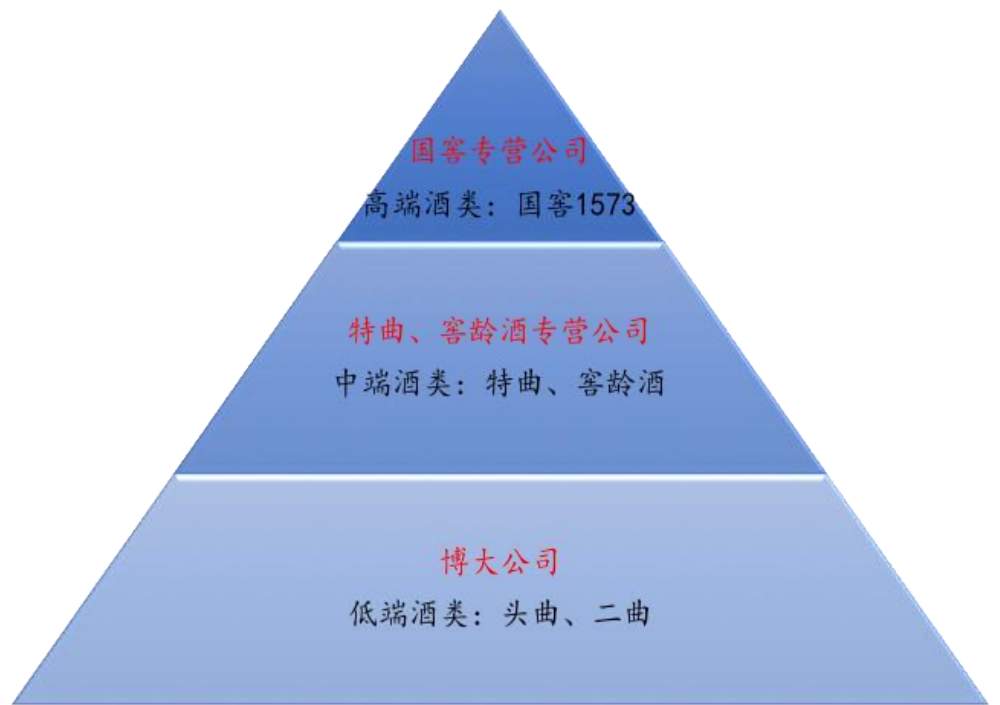 国窖专营公司
高端酒类：国窖1573
特曲、窖龄酒专营公司
中端酒类：特曲、窖龄酒
博大公司
低端酒类：头曲、二曲